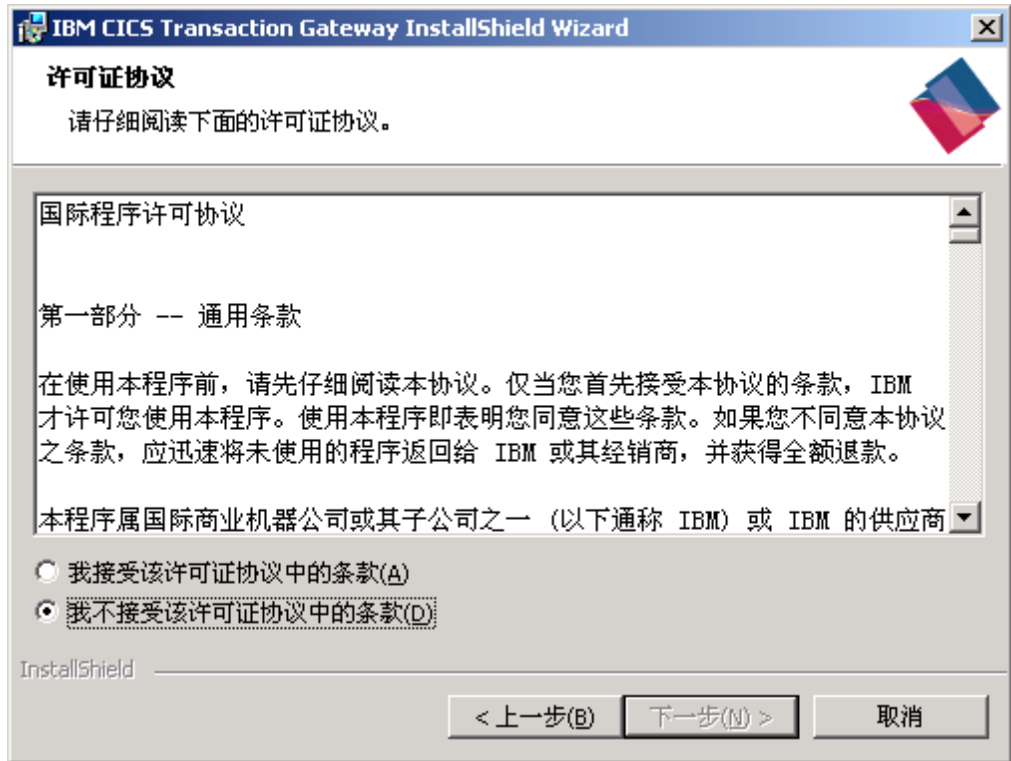 IBM CICS Transaction Gateway InstallShield Wizard
许可证协议
请仔细阅读下面的许可证协议。
国际程序许可协议
第一部分 -- 通用条款
在使用本程序前，请先仔细阅读本协议。仅当您首先接受本协议的条款，IBM
才许可您使用本程序。使用本程序即表明您同意这些条款。如果您不同意本协议
之条款，应迅速将未使用的程序返回给 IBM 或其经销商，并获得全额退款。
本程序属国际商业机器公司或其子公司之一 (以下通称 IBM) 或 IBM 的供应商
我接受该许可证协议中的条款(A)
我不接受该许可证协议中的条款(D)
InstallShield
< 上一步(B) 下一步(N) > 取消